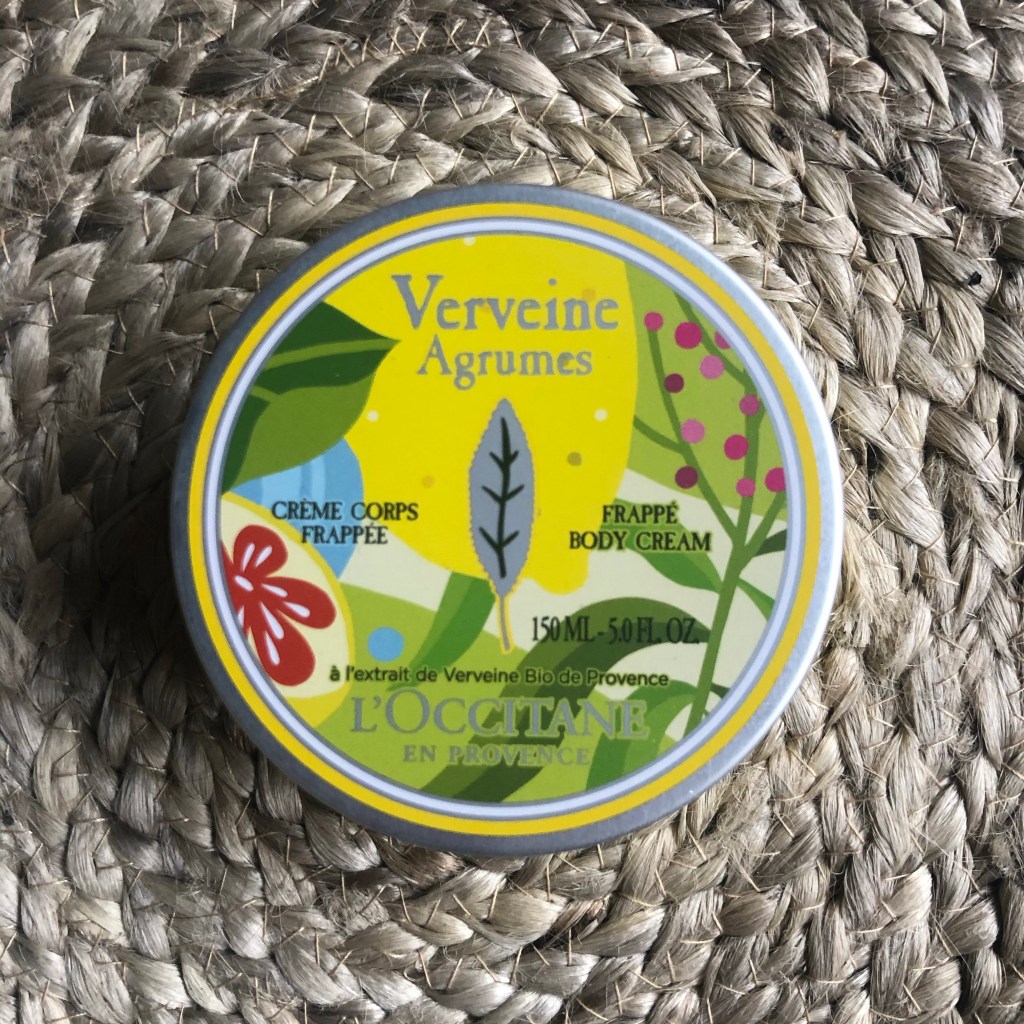 Verveine
Agrumes
CRÈME CORPS
FRAPPÉE
FRAPPÉ
BODY CREAM
150 ML - 5.0 FL. OZ.
à l'extrait de Verveine Bio de Provence
L'OCCITANE
EN PROVENCE